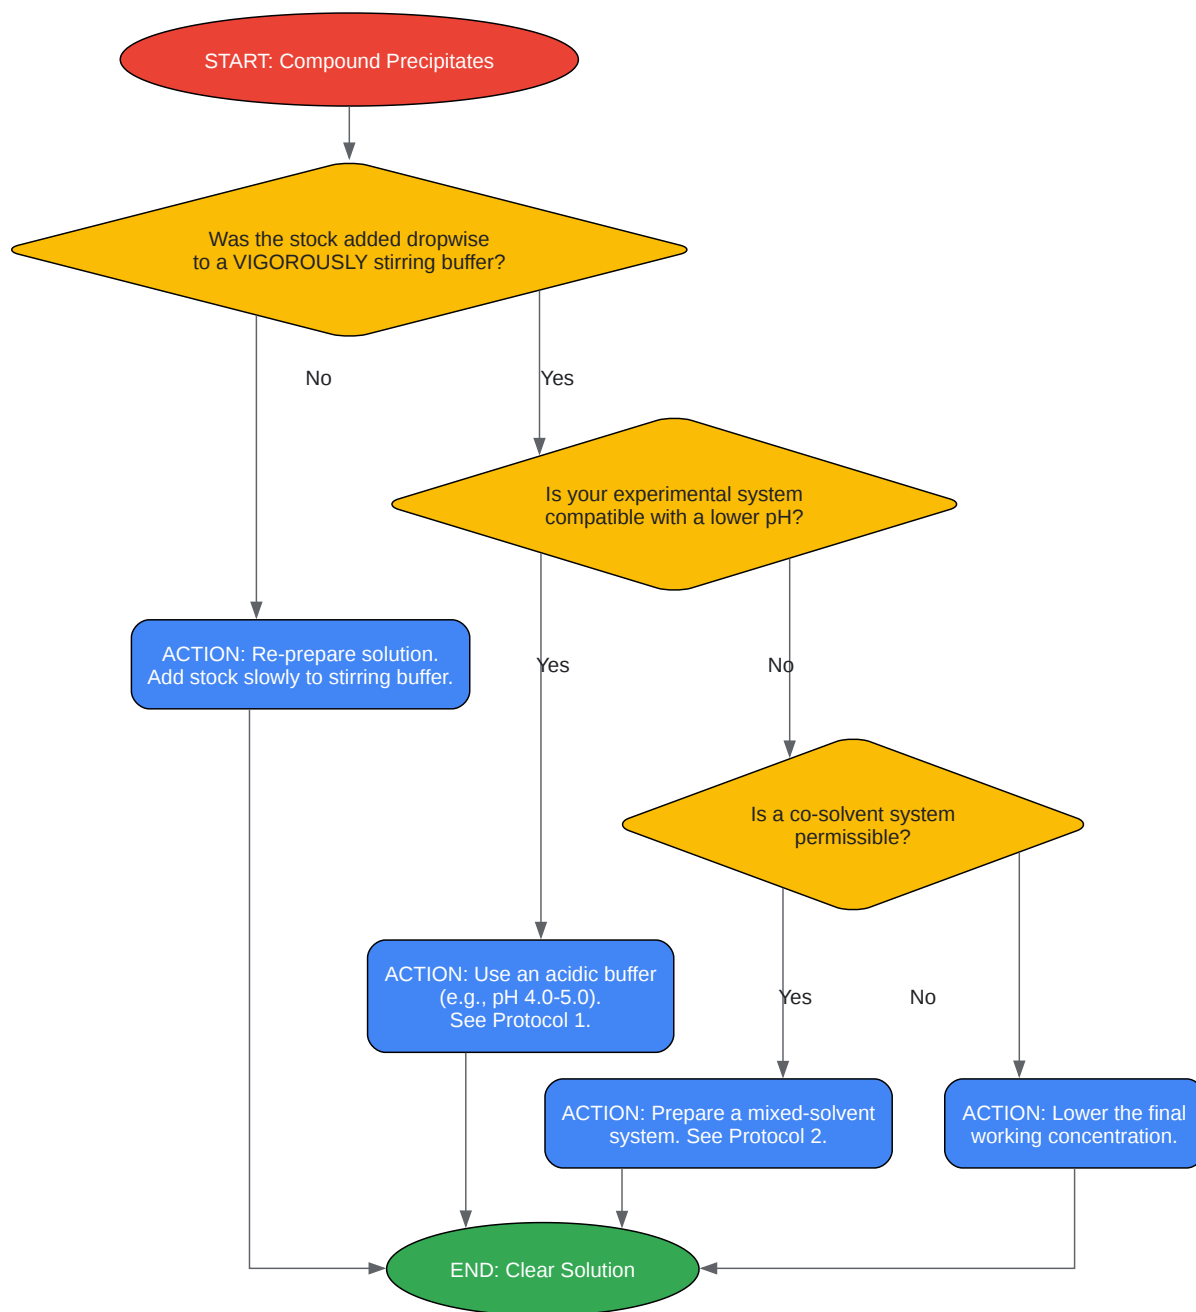 START: Compound Precipitates
Was the stock added dropwise
to a VIGOROUSLY stirring buffer?
No
Yes
Is your experimental system
compatible with a lower pH?
ACTION: Re-prepare solution.
Add stock slowly to stirring buffer.
Yes
No
Is a co-solvent system
permissible?
ACTION: Use an acidic buffer
(e.g., pH 4.0-5.0).
See Protocol 1.
Yes
No
ACTION: Prepare a mixed-solvent
system. See Protocol 2.
ACTION: Lower the final
working concentration.
END: Clear Solution